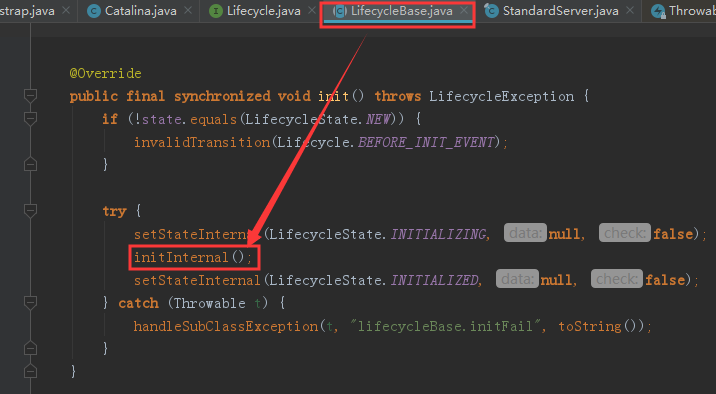 strap.java × Catalina.java × Lifecycle.java × LifecycleBase.java × StandardServer.java × Throwab
@Override
public final synchronized void init() throws LifecycleException {
if (!state.equals(LifecycleState.NEW)) {
invalidTransition(Lifecycle.BEFORE_INIT_EVENT);
}
try {
setStateInternal(LifecycleState.INITIALIZING, data: null, check: false);
initInternal();
setStateInternal(LifecycleState.INITIALIZED, data: null, check: false);
} catch (Throwable t) {
handleSubClassException(t, "lifecycleBase.initFail", toString());
}
}